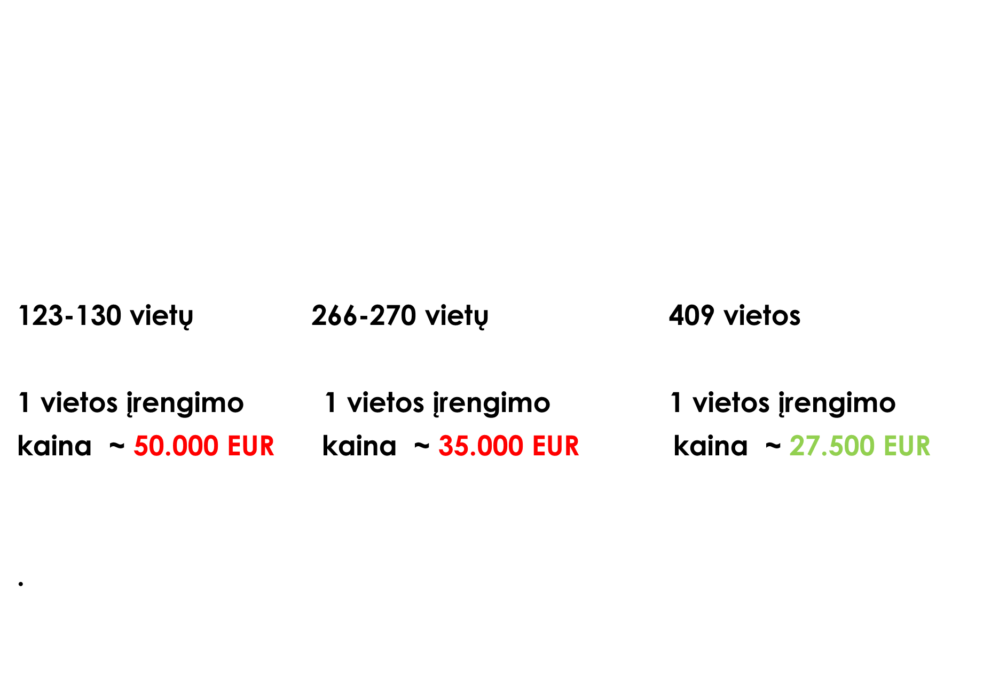 123-130 vietų 266-270 vietų 409 vietos
1 vietos įrengimo 1 vietos įrengimo 1 vietos įrengimo
kaina ~ 50.000 EUR kaina ~ 35.000 EUR kaina ~ 27.500 EUR
.